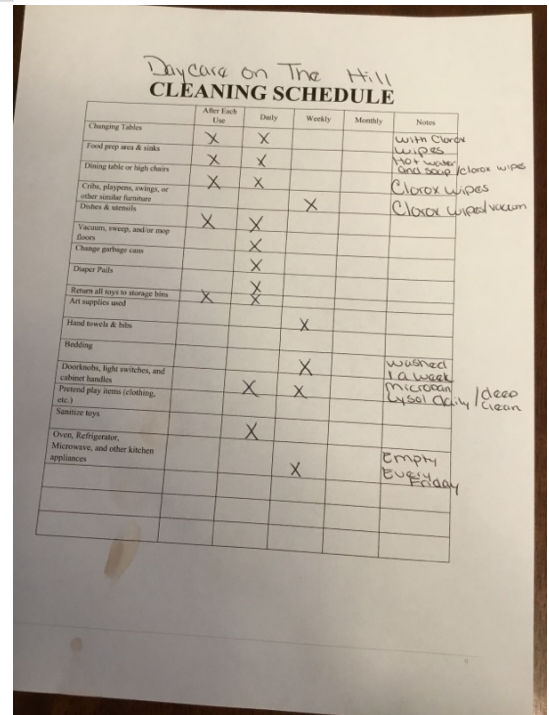 Daycare on The Hill
CLEANING SCHEDULE
After Each Use Daily Weekly Monthly Notes
Changing Tables X X with Clorox wipes
Food prep area & sinks X X Hot water and soap /clorox wipe
Dining table or high chairs X X Clorox wipes
Cribs, playpens, swings, or
other similar furniture X Clorox wipes/vaccum
Dishes & utensils X X
Vacuum, sweep, and/or mop
floors X
Change garbage cans X
Diaper Pails X
Return all toys to storage bins X X
Art supplies used
Hand towels & bibs X
Bedding X washed 1 a week
Doorknobs, light switches, and
cabinet handles X X microban /deep
Pretend play items (clothing,
etc.) Lysol daily /clean
Sanitize toys X
Oven, Refrigerator,
Microwave, and other kitchen
appliances X Empty Every Friday